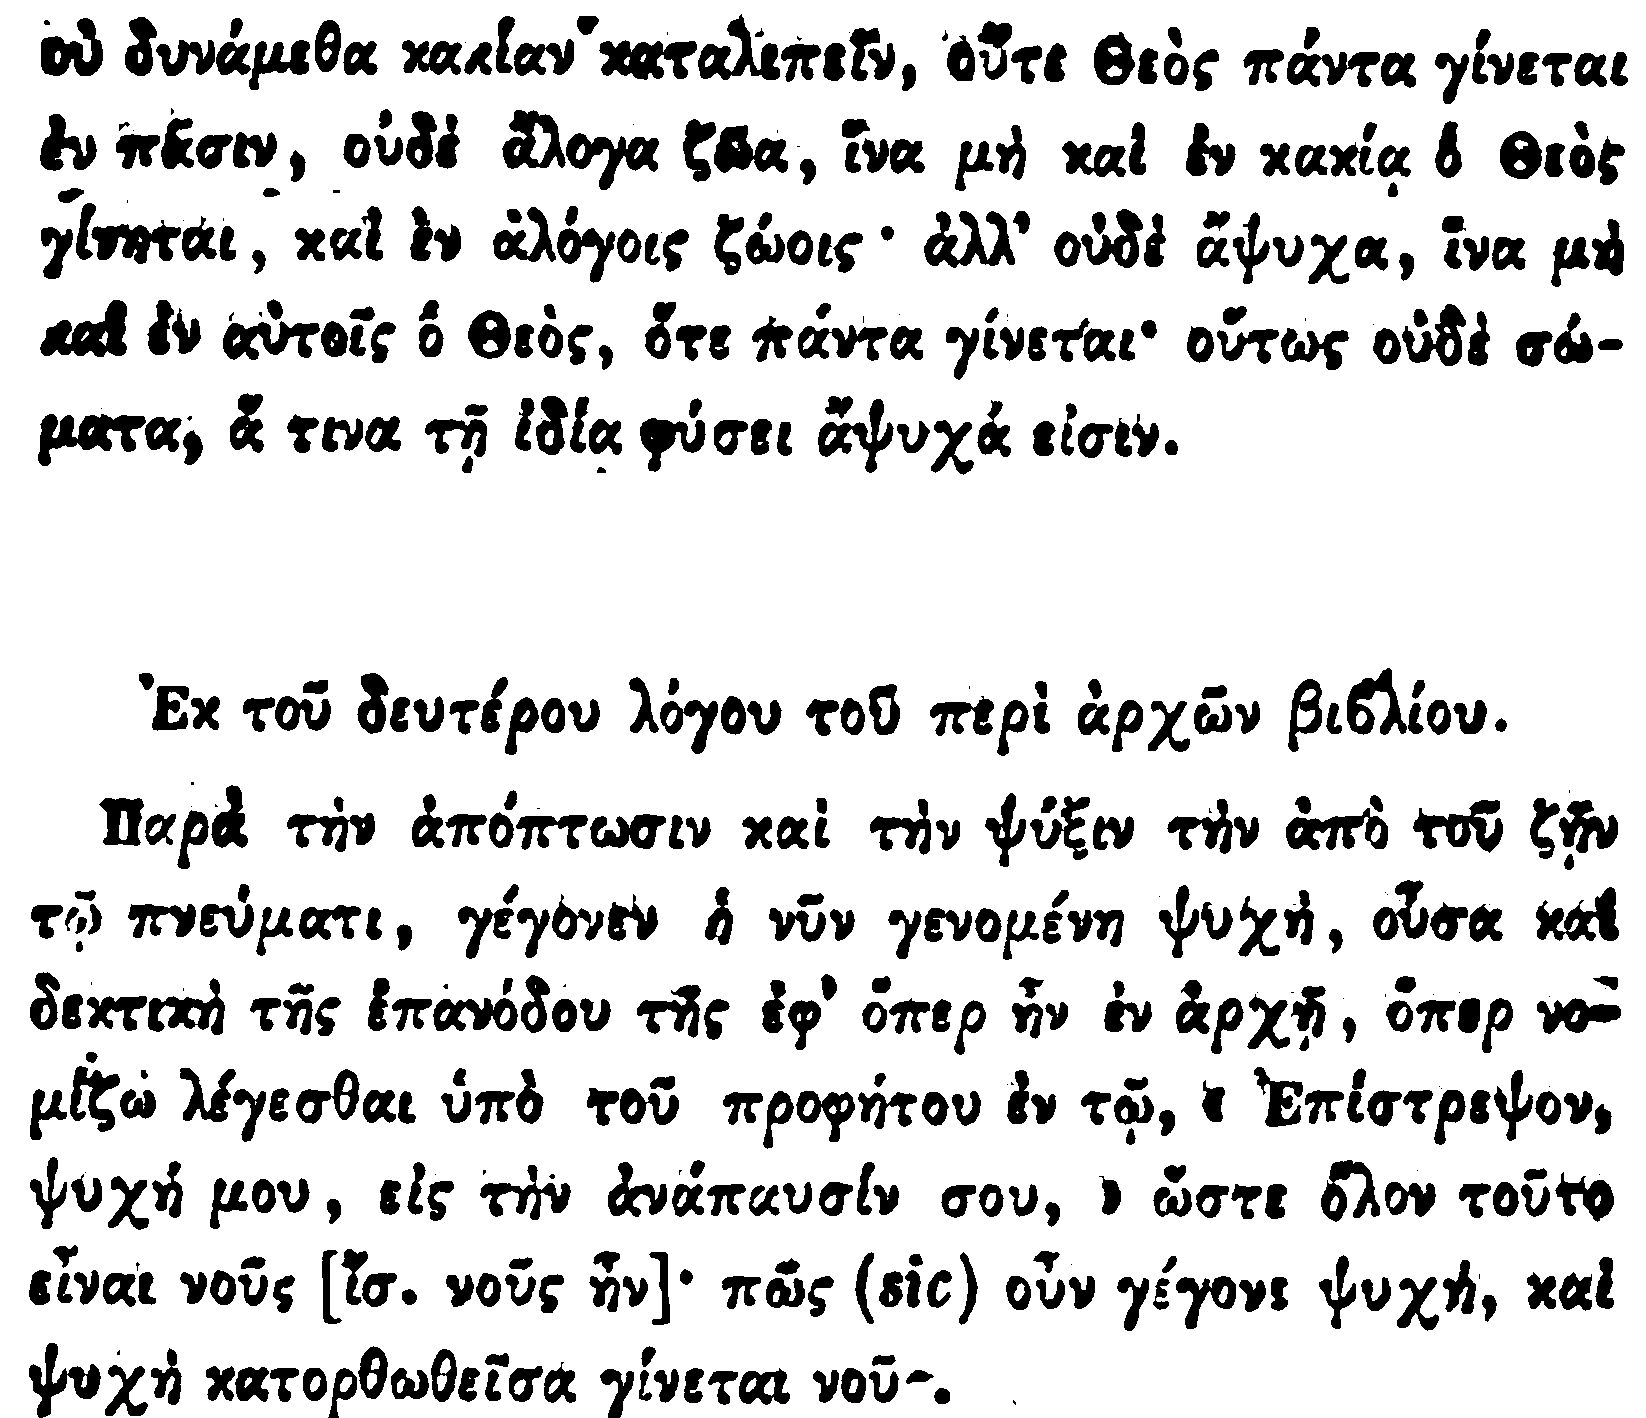 οὐ δυνάμεθα κακίαν καταλεπεῖν, οὔτε Θεὸς πάντα γίνεται
ἐν πᾶσιν, οὐδὲ ἄλογα ζῶα, ἵνα μὴ καὶ ἐν κακίᾳ ὁ Θεὸς
γίνηται, καὶ ἐν ἀλόγοις ζώοις· ἀλλ' οὐδὲ ἄψυχα, ἵνα μὴ
καὶ ἐν αὐτοῖς ὁ Θεὸς, ὅτε πάντα γίνεται· οὕτως οὐδὲ σώ-
ματα, ἅ τινα τῇ ἰδίᾳ φύσει ἄψυχά εἰσιν.
Ἐκ τοῦ δευτέρου λόγου τοῦ περὶ ἀρχῶν βιϐλίου.
Παρὰ τὴν ἀπόπτωσιν καὶ τὴν ψύξιν τὴν ἀπὸ τοῦ ζῇν
τῷ πνεύματι, γέγονεν ἡ νῦν γενομένη ψυχὴ, οὖσα καὶ
δεκτικὴ τῆς ἐπανόδου τῆς ἐφ' ὅπερ ἦν ἐν ἀρχῇ, ὅπερ νο-
μίζω λέγεσθαι ὑπὸ τοῦ προφήτου ἐν τῷ, « Ἐπίστρεψον,
ψυχή μου, εἰς τὴν ἀνάπαυσίν σου, » ὥστε ὅλον τοῦτο
εἶναι νοῦς [ἴσ. νοῦς ἦν]· πῶς (sic) οὖν γέγονε ψυχὴ, καὶ
ψυχὴ κατορθωθεῖσα γίνεται νοῦς.